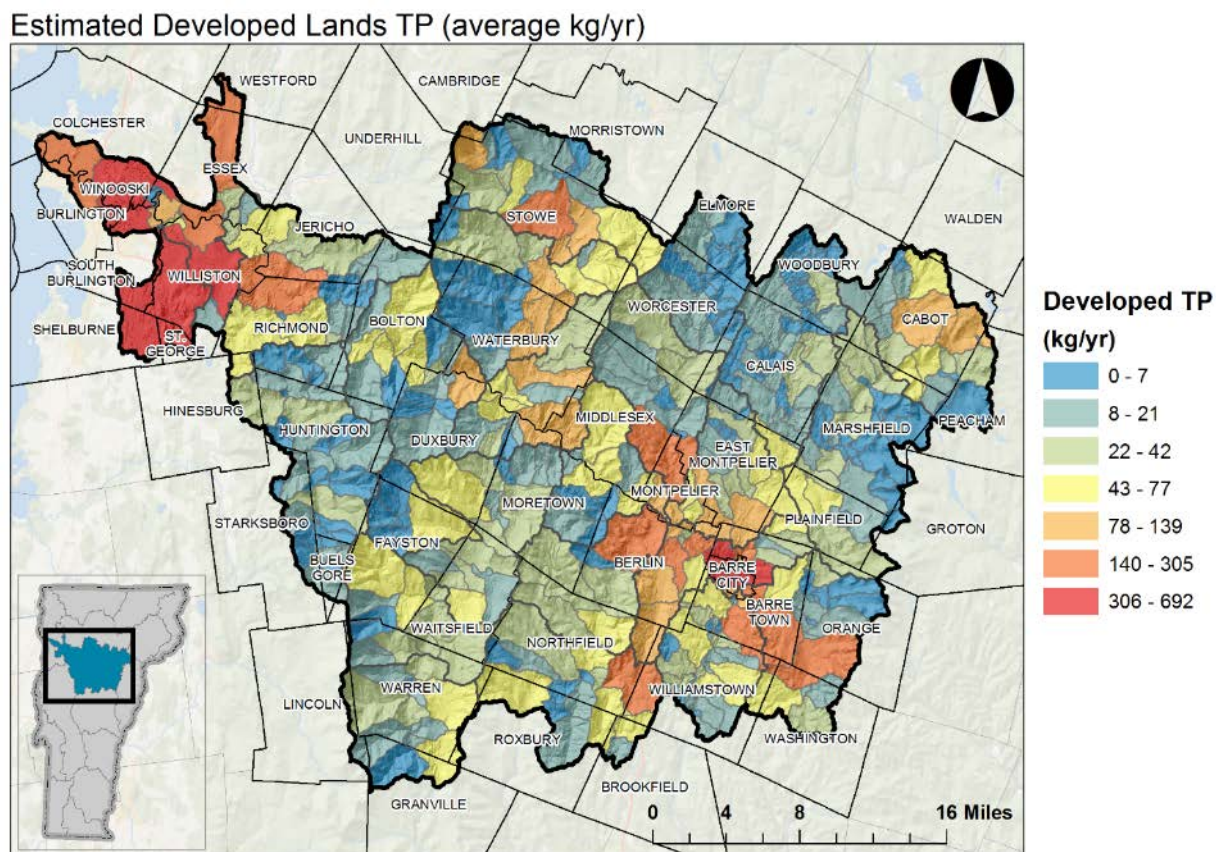 Estimated Developed Lands TP (average kg/yr)
WESTFORD
CAMBRIDGE
COLCHESTER
UNDERHILL
MORRISTOWN
ESSEX
WINOOSKI
ELMORE
WALDEN
BURLINGTON
STOWE
JERICHO
WOODBURY
SOUTH
BURLINGTON
WILLISTON
WORCESTER
CABOT
SHELBURNE
RICHMOND
BOLTON
ST.
GEORGE
WATERBURY
CALAIS
HINESBURG
MIDDLESEX
PEACHAM
HUNTINGTON
DUXBURY
MARSHFIELD
EAST
MONTPELIER
MORETOWN
MONTPELIER
STARKSBORO
PLAINFIELD
GROTON
FAYSTON
BUELS
GORE
BERLIN
BARRE
CITY
BARRE
TOWN
WAITSFIELD
NORTHFIELD
ORANGE
WARREN
WILLIAMSTOWN
LINCOLN
ROXBURY
WASHINGTON
BROOKFIELD
GRANVILLE
0 4 8 16 Miles
Developed TP
(kg/yr)
0 - 7
8 - 21
22 - 42
43 - 77
78 - 139
140 - 305
306 - 692